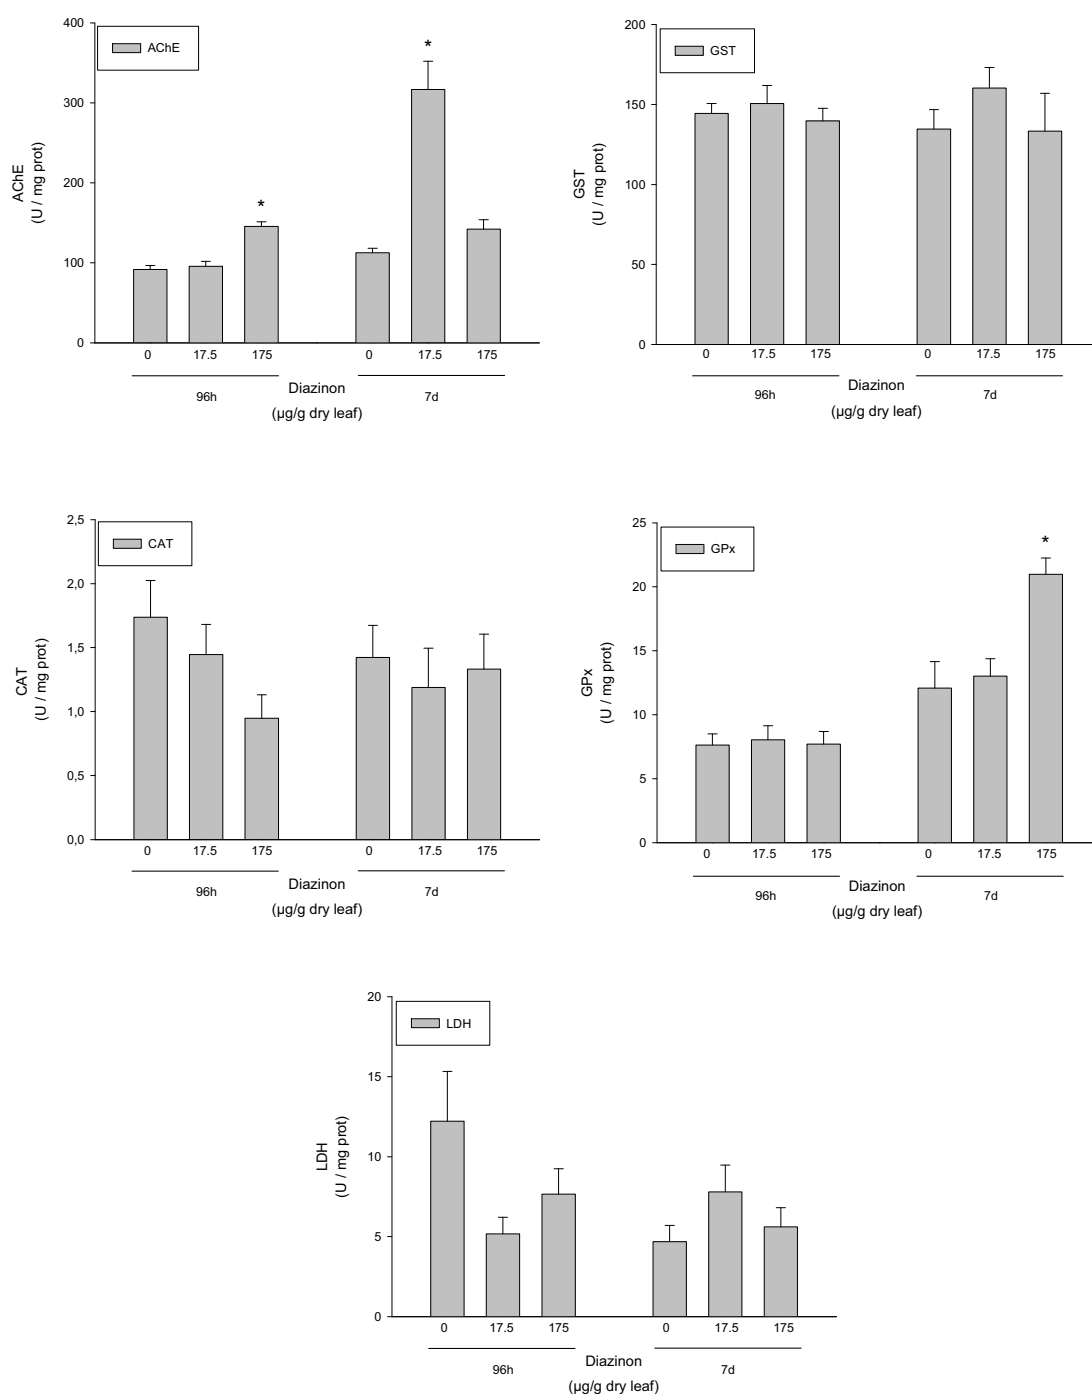 AChE
AChE
(U / mg prot)
400
300
200
100
0
*
*
0 17.5 175 0 17.5 175
96h 7d
Diazinon
(µg/g dry leaf)
GST
GST
(U / mg prot)
200
150
100
50
0
0 17.5 175 0 17.5 175
96h 7d
Diazinon
(µg/g dry leaf)
CAT
CAT
(U / mg prot)
2,5
2,0
1,5
1,0
0,5
0,0
0 17.5 175 0 17.5 175
96h 7d
Diazinon
(µg/g dry leaf)
GPx
GPx
(U / mg prot)
25
20
15
10
5
0
*
0 17.5 175 0 17.5 175
96h 7d
Diazinon
(µg/g dry leaf)
LDH
LDH
(U / mg prot)
20
15
10
5
0
0 17.5 175 0 17.5 175
96h 7d
Diazinon
(µg/g dry leaf)